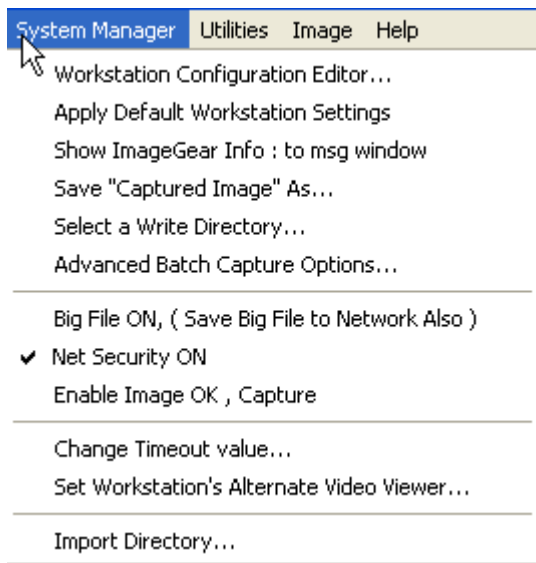 System Manager Utilities Image Help
Workstation Configuration Editor...
Apply Default Workstation Settings
Show ImageGear Info : to msg window
Save "Captured Image" As...
Select a Write Directory...
Advanced Batch Capture Options...
Big File ON, ( Save Big File to Network Also )
✓ Net Security ON
Enable Image OK , Capture
Change Timeout value...
Set Workstation's Alternate Video Viewer...
Import Directory...